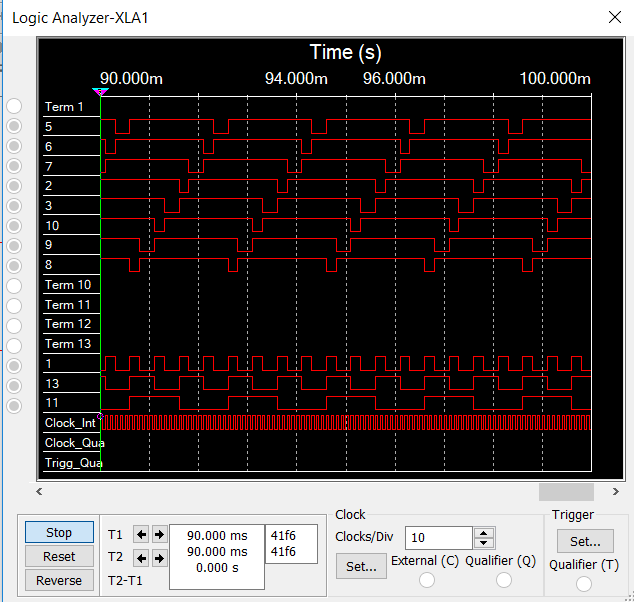 Logic Analyzer-XLA1
Time (s)
90.000m 94.000m 96.000m 100.000m
Term 1
5
6
7
2
3
10
9
8
Term 10
Term 11
Term 12
Term 13
1
13
11
Clock_Int
Clock_Qua
Trigg_Qua
Stop
Reset
Reverse
T1
T2
T2-T1
90.000 ms
90.000 ms
0.000 s
41f6
41f6
Clock
Clocks/Div 10
Set...
External (C) Qualifier (Q)
Trigger
Set...
Qualifier (T)